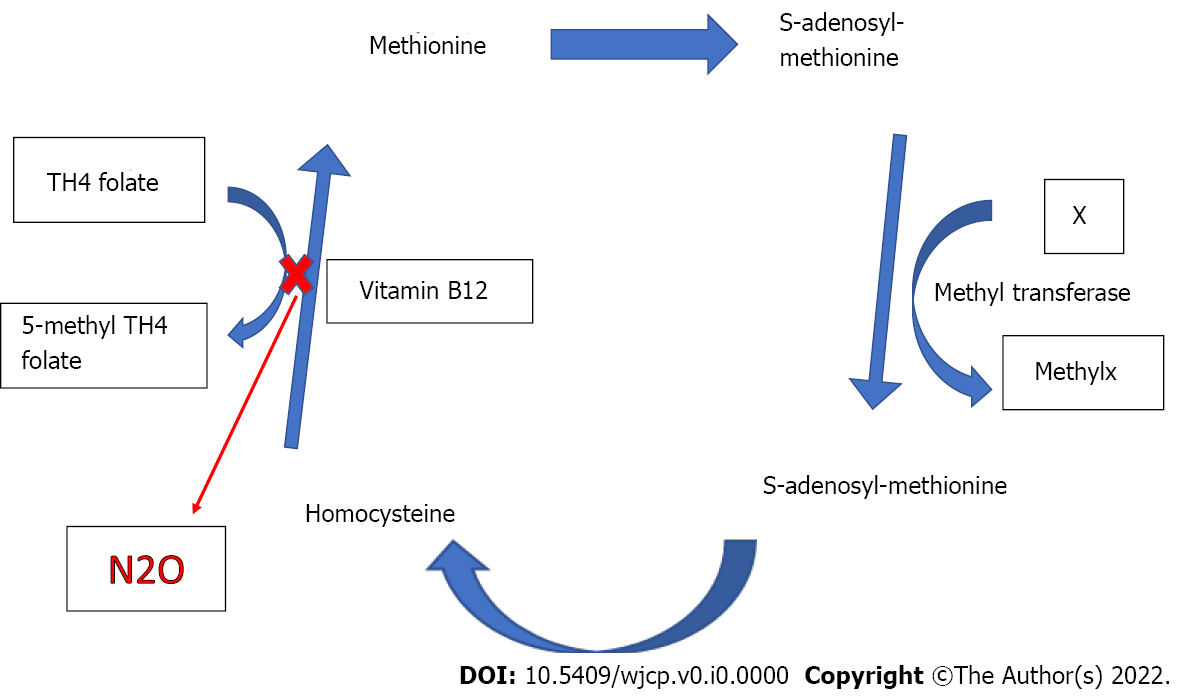 Methionine
S-adenosyl-
methionine
TH4 folate
X
Vitamin B12
Methyl transferase
5-methyl TH4
folate
Methylx
S-adenosyl-methionine
Homocysteine
N2O
DOI: 10.5409/wjcp.v0.i0.0000 Copyright ©The Author(s) 2022.